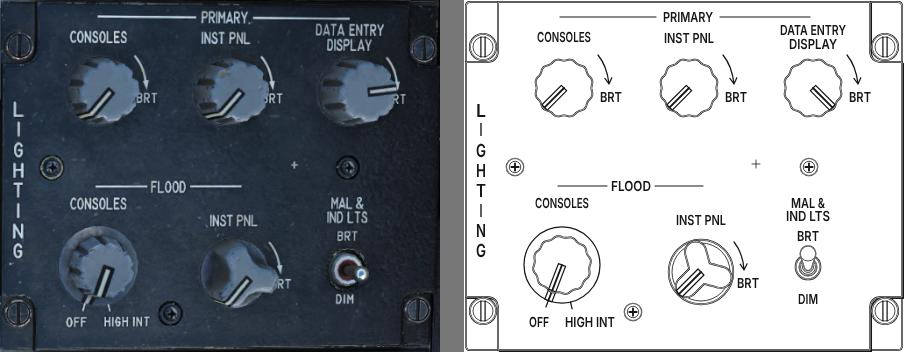 PRIMARY
CONSOLES
INST PNL
DATA ENTRY
DISPLAY
BRT
BRT
RT
LIGHTING
FLOOD
CONSOLES
INST PNL
MAL &
IND LTS
BRT
RT
DIM
OFF
HIGH INT
PRIMARY
CONSOLES
INST PNL
DATA ENTRY
DISPLAY
BRT
BRT
BRT
LIGHTING
FLOOD
CONSOLES
INST PNL
MAL &
IND LTS
BRT
BRT
DIM
OFF
HIGH INT